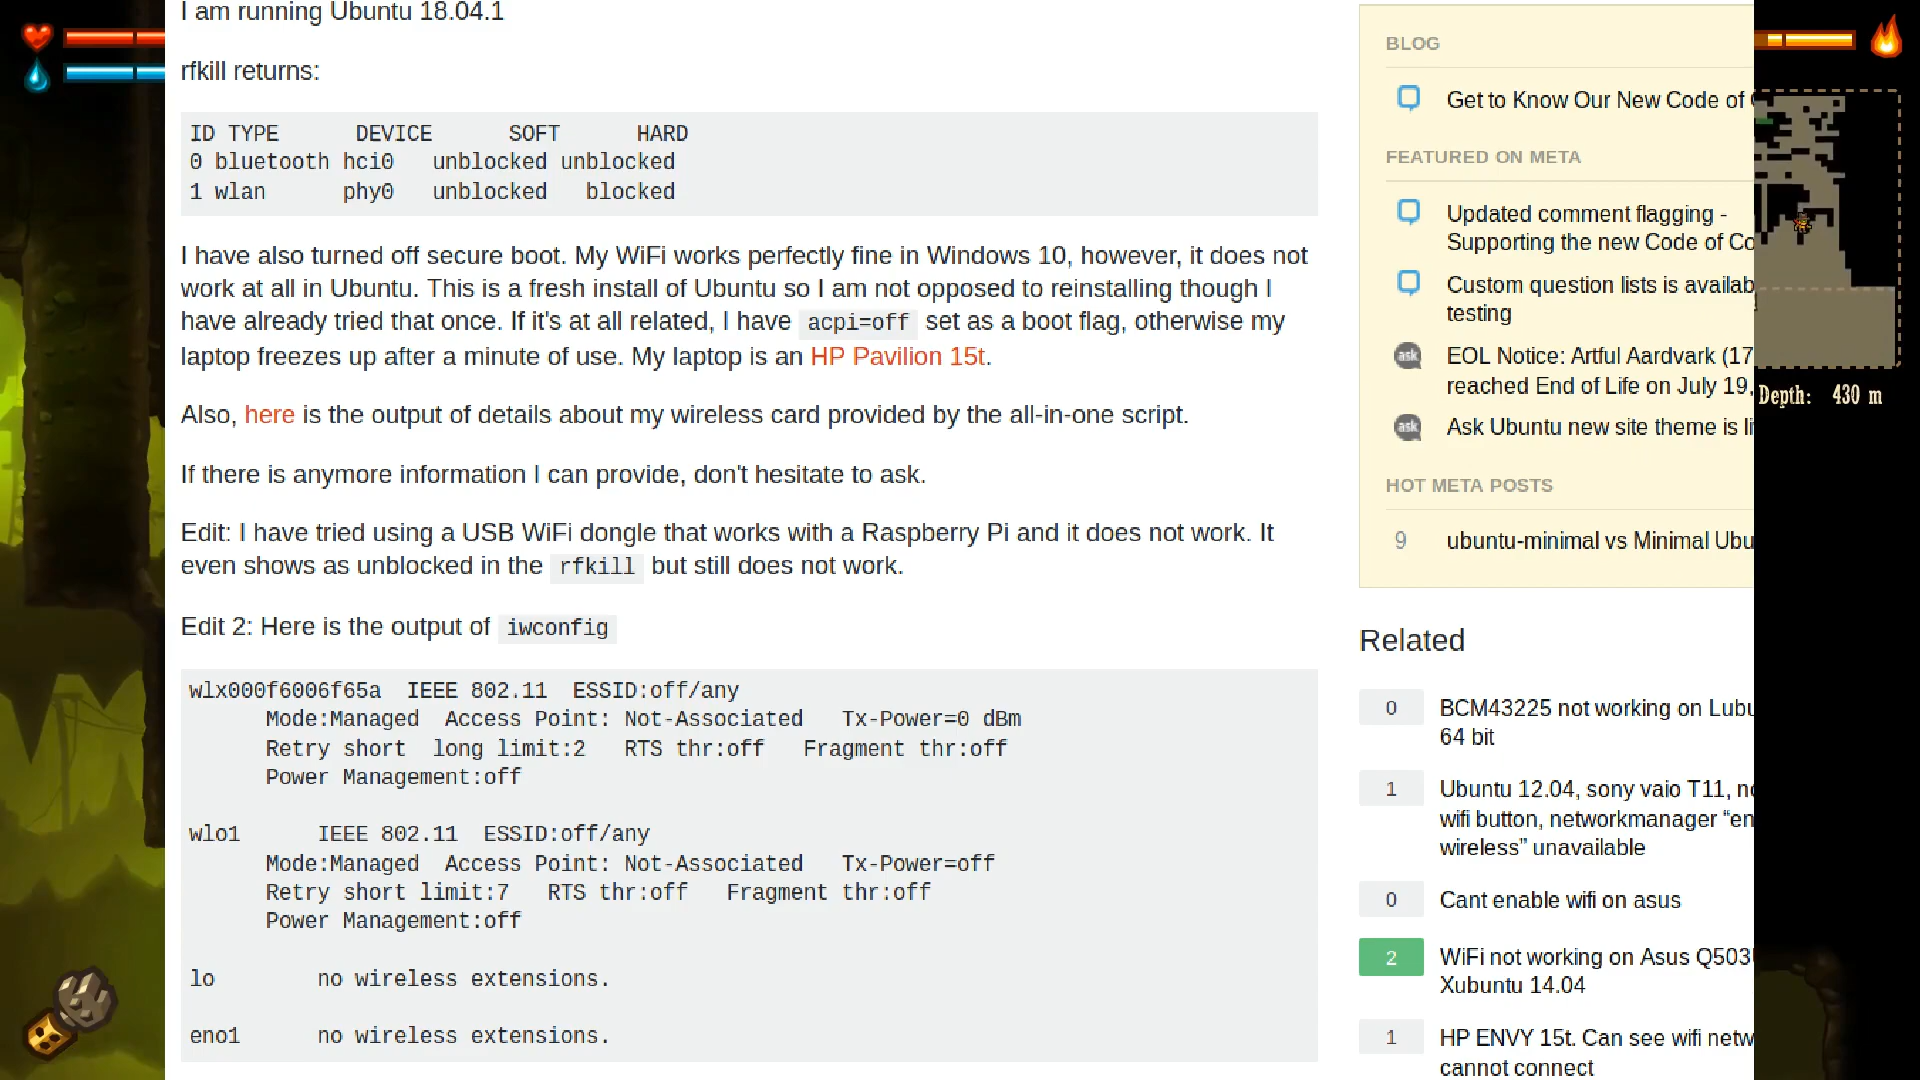 I am running Ubuntu 18.04.1
rfkill returns:
ID TYPE      DEVICE      SOFT      HARD
0 bluetooth hci0   unblocked unblocked
1 wlan      phy0   unblocked   blocked
I have also turned off secure boot. My WiFi works perfectly fine in Windows 10, however, it does not
work at all in Ubuntu. This is a fresh install of Ubuntu so I am not opposed to reinstalling though I
have already tried that once. If it's at all related, I have acpi=off set as a boot flag, otherwise my
laptop freezes up after a minute of use. My laptop is an HP Pavilion 15t.
Also, here is the output of details about my wireless card provided by the all-in-one script.
If there is anymore information I can provide, don't hesitate to ask.
Edit: I have tried using a USB WiFi dongle that works with a Raspberry Pi and it does not work. It
even shows as unblocked in the rfkill but still does not work.
Edit 2: Here is the output of iwconfig
wlx000f6006f65a  IEEE 802.11  ESSID:off/any
      Mode:Managed  Access Point: Not-Associated   Tx-Power=0 dBm
      Retry short  long limit:2   RTS thr:off   Fragment thr:off
      Power Management:off
wlo1      IEEE 802.11  ESSID:off/any
      Mode:Managed  Access Point: Not-Associated   Tx-Power=off
      Retry short limit:7   RTS thr:off   Fragment thr:off
      Power Management:off
lo        no wireless extensions.
eno1      no wireless extensions.
BLOG
Get to Know Our New Code of
FEATURED ON META
Updated comment flagging -
Supporting the new Code of Co
Custom question lists is availab
testing
ask
EOL Notice: Artful Aardvark (17
reached End of Life on July 19,
ask
Ask Ubuntu new site theme is li
HOT META POSTS
9 ubuntu-minimal vs Minimal Ubu
Related
0 BCM43225 not working on Lubu
64 bit
1 Ubuntu 12.04, sony vaio T11, no
wifi button, networkmanager “en
wireless” unavailable
0 Cant enable wifi on asus
2 WiFi not working on Asus Q503
Xubuntu 14.04
1 HP ENVY 15t. Can see wifi netw
cannot connect
Depth: 430 m